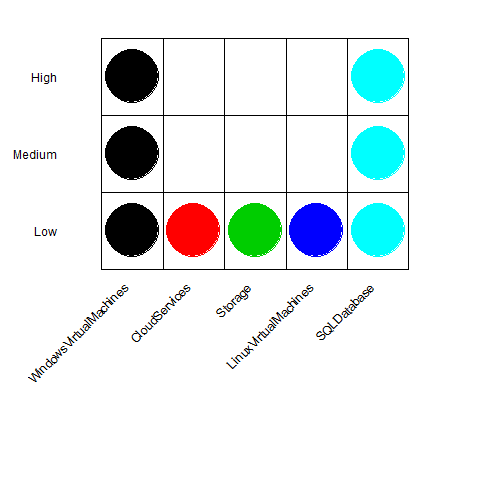 High
Medium
Low
WindowsVirtualMachines
CloudServices
Storage
LinuxVirtualMachines
SQLDatabase